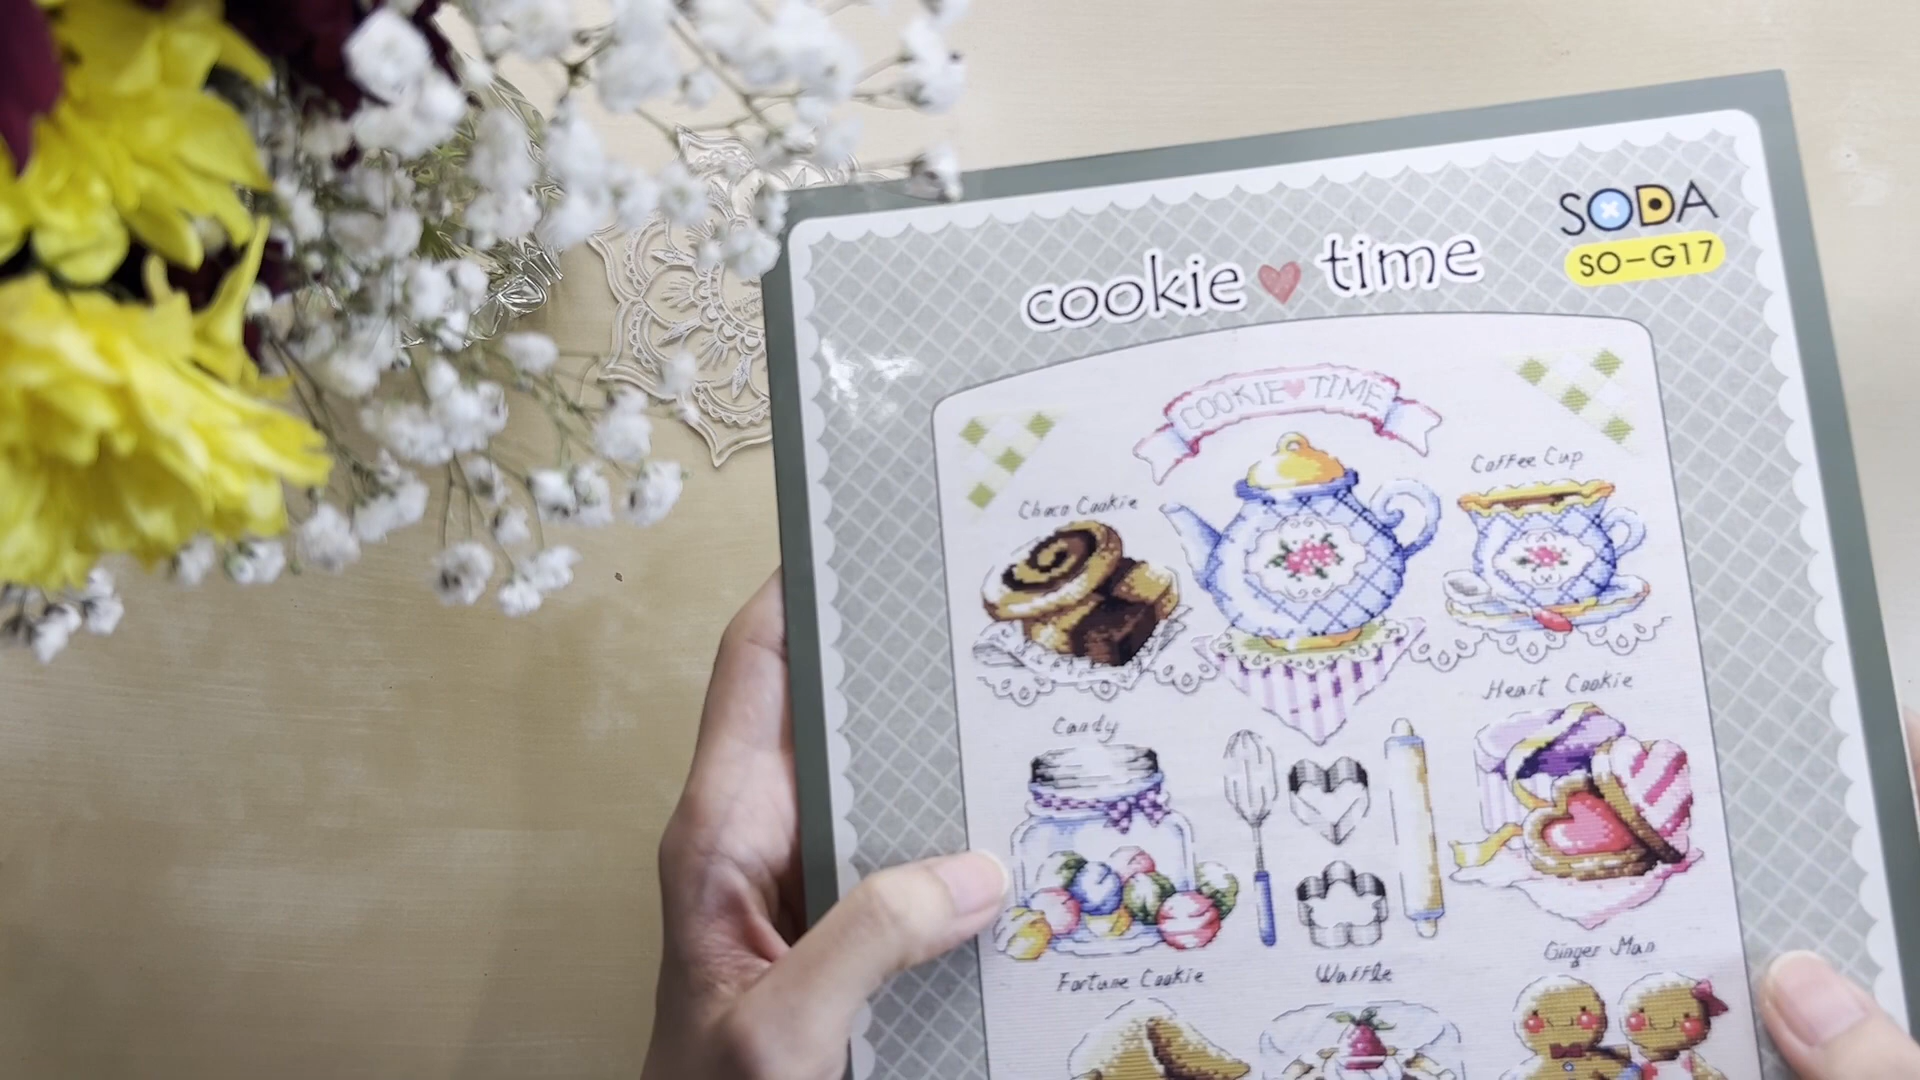 SODA
SO-G17
cookie time
COOKIE TIME
Coffee Cup
Choco Cookie
Heart Cookie
Candy
Ginger Man
Fortune Cookie
Waffle